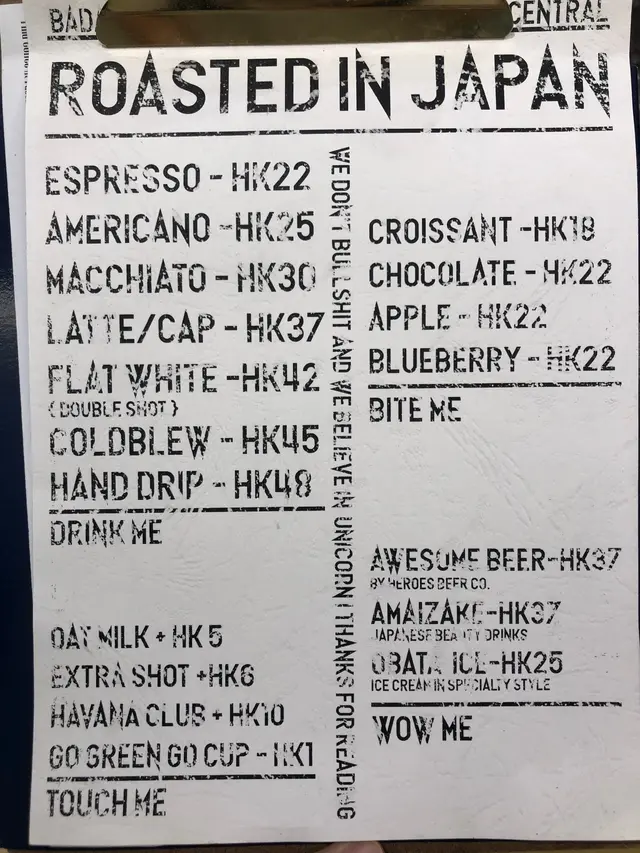 BAD
CENTRAL
ROASTED IN JAPAN
ESPRESSO - HK22
AMERICANO -HK25
MACCHIATO - HK30
LATTE/CAP - HK37
FLAT WHITE -HK42
{ DOUBLE SHOT }
COLDBLEW - HK45
HAND DRIP - HK48
DRINK ME
OAT MILK + HK 5
EXTRA SHOT +HK6
HAVANA CLUB + HK10
GO GREEN GO CUP - HK1
TOUCH ME
WE DON'T BULLSHIT AND WE BELIEVE IN UNICORN ! THANKS FOR READING
CROISSANT -HK18
CHOCOLATE - HK22
APPLE - HK22
BLUEBERRY - HK22
BITE ME
AWESOME BEER-HK37
BY HEROES BEER CO.
AMAIZAKE-HK37
JAPANESE BEAUTY DRINKS
OBATA ICE-HK25
ICE CREAM IN SPECIALTY STYLE
WOW ME